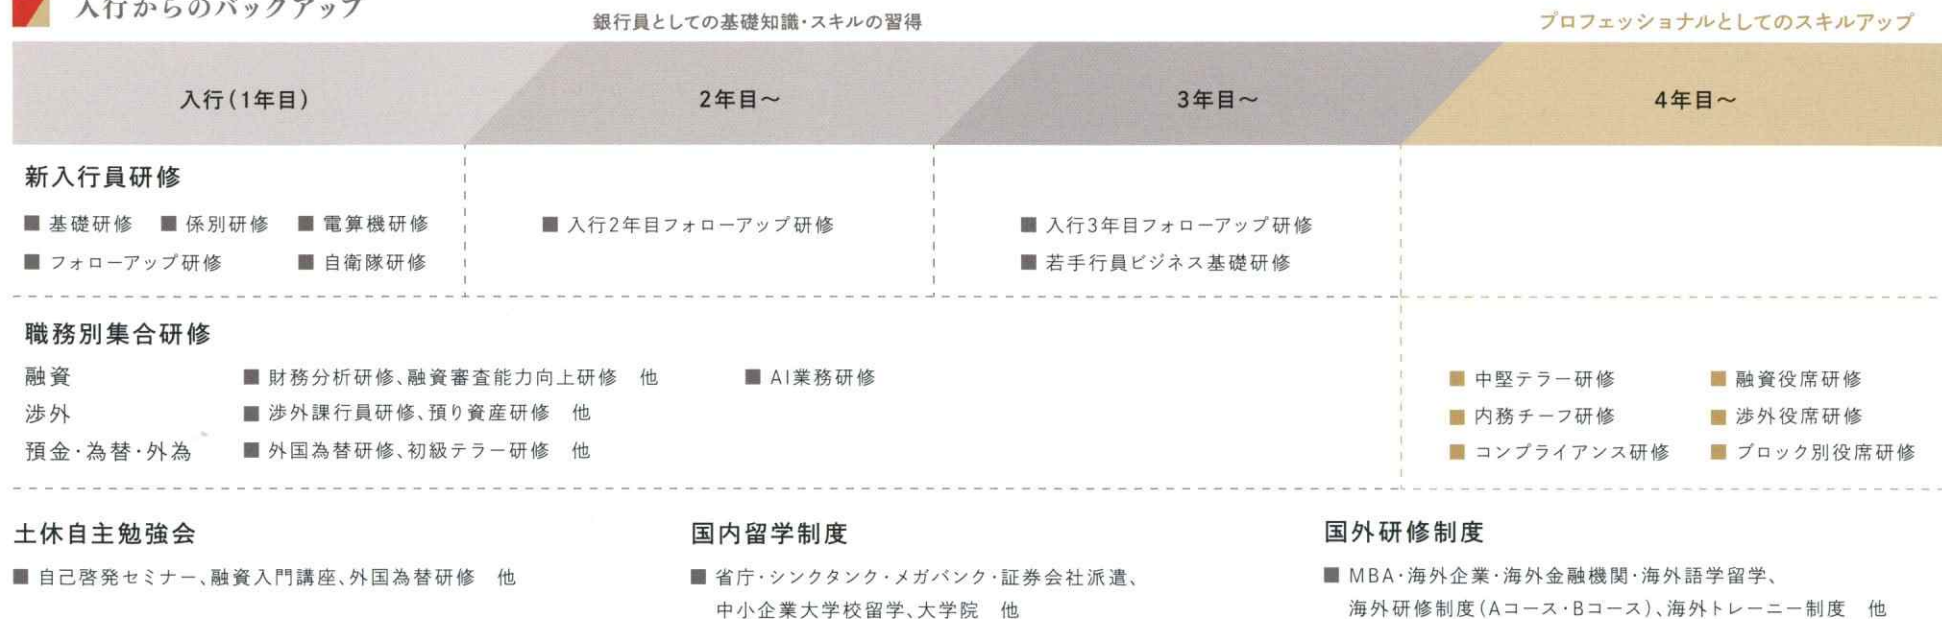 入行からのバックアップ
銀行員としての基礎知識・スキルの習得
プロフェッショナルとしてのスキルアップ
入行(1年目)
2年目～
3年目～
4年目～
新入行員研修
■ 基礎研修 ■ 係別研修 ■ 電算機研修
■ フォローアップ研修 ■ 自衛隊研修
■ 入行2年目フォローアップ研修
■ 入行3年目フォローアップ研修
■ 若手行員ビジネス基礎研修
職務別集合研修
融資 ■ 財務分析研修、融資審査能力向上研修 他 ■ AI業務研修
渉外 ■ 渉外課行員研修、預り資産研修 他
預金・為替・外為 ■ 外国為替研修、初級テラー研修 他
■ 中堅テラー研修 ■ 融資役席研修
■ 内務チーフ研修 ■ 渉外役席研修
■ コンプライアンス研修 ■ ブロック別役席研修
土休自主勉強会
■ 自己啓発セミナー、融資入門講座、外国為替研修 他
国内留学制度
■ 省庁・シンクタンク・メガバンク・証券会社派遣、
中小企業大学校留学、大学院 他
国外研修制度
■ MBA・海外企業・海外金融機関・海外語学留学、
海外研修制度(Aコース・Bコース)、海外トレーニー制度 他